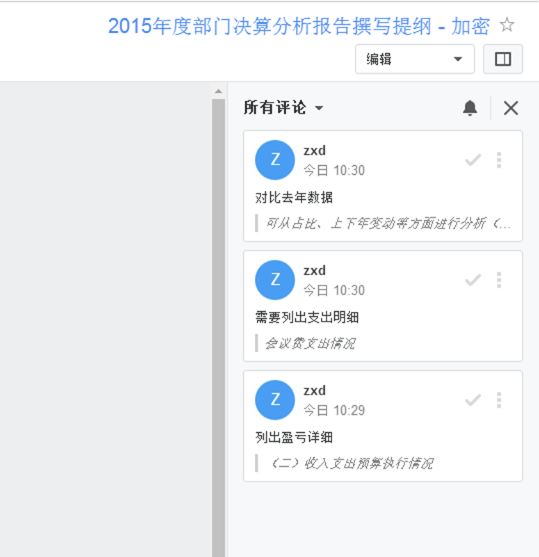 2015年度部门决算分析报告撰写提纲 - 加密
编辑
所有评论
Z
zxd
今日 10:30
对比去年数据
可从占比、上下年变动等方面进行分析（...
Z
zxd
今日 10:30
需要列出支出明细
会议费支出情况
Z
zxd
今日 10:29
列出盈亏详细
（二）收入支出预算执行情况